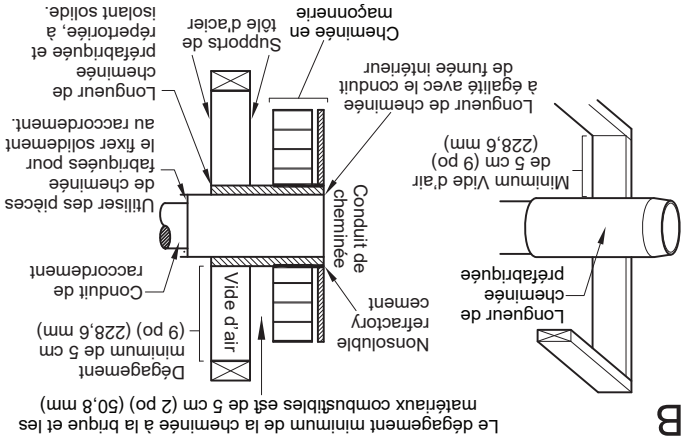 B
Le dégagement minimum de la cheminée à la brique et les
matériaux combustibles est de 5 cm (2 po) (50,8 mm)
Longueur de
cheminée
préfabriquée
Minimum Vide d'air
de 5 cm (9 po)
(228,6 mm)
Dégagement
minimum de 5 cm
(9 po) (228,6 mm)
Vide d'air
Nonsoluble
refractory
cement
Conduit de
raccordement
Conduit de
cheminée
Utiliser des pièces
de cheminée
fabriquées pour
le fixer solidement
au raccordement.
Longueur de cheminée
à égalité avec le conduit
de fumée intérieur
Longueur de
cheminée
préfabriquée et
répertoriée, à
isolant solide.
Supports de
tôle d'acier
Cheminée en
maçonnerie